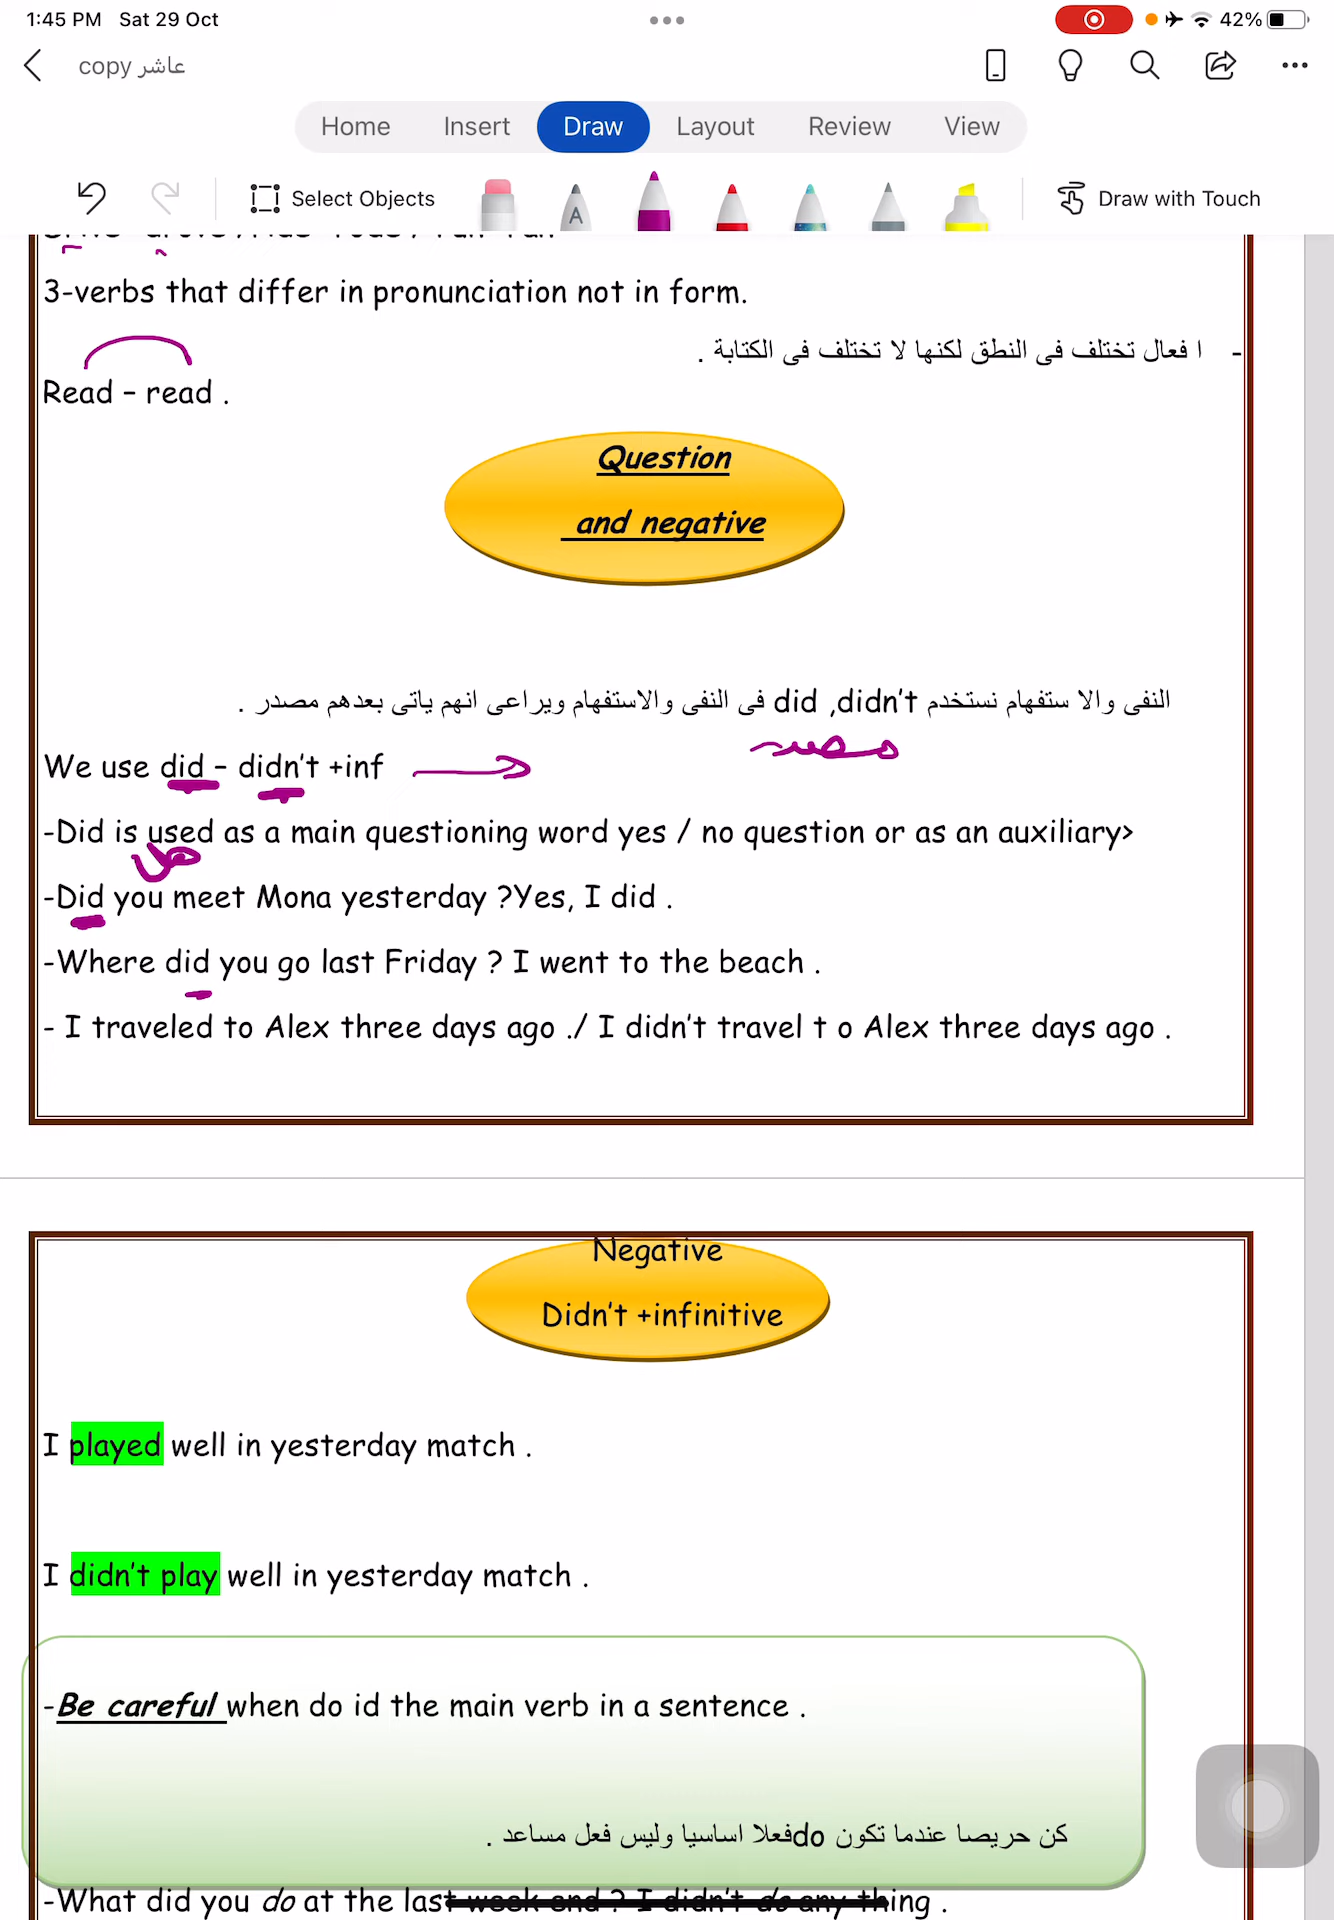 1:45 PM Sat 29 Oct
42%
copy عاشر
Home Insert Draw Layout Review View
Select Objects
A
Draw with Touch
3-verbs that differ in pronunciation not in form.
- ا فعال تختلف فى النطق لكنها لا تختلف فى الكتابة .
Read – read .
Question
and negative
النفى والا ستفهام نستخدم did ,didn't فى النفى والاستفهام ويراعى انهم ياتى بعدهم مصدر .
مصدر
We use did – didn't +inf
-Did is used as a main questioning word yes / no question or as an auxiliary>
هل
-Did you meet Mona yesterday ?Yes, I did .
-Where did you go last Friday ? I went to the beach .
- I traveled to Alex three days ago ./ I didn't travel t o Alex three days ago .
Negative
Didn't +infinitive
I played well in yesterday match .
I didn't play well in yesterday match .
-Be careful when do id the main verb in a sentence .
كن حريصا عندما تكون doفعلا اساسيا وليس فعل مساعد .
-What did you do at the last week end ? I didn't do any thing .